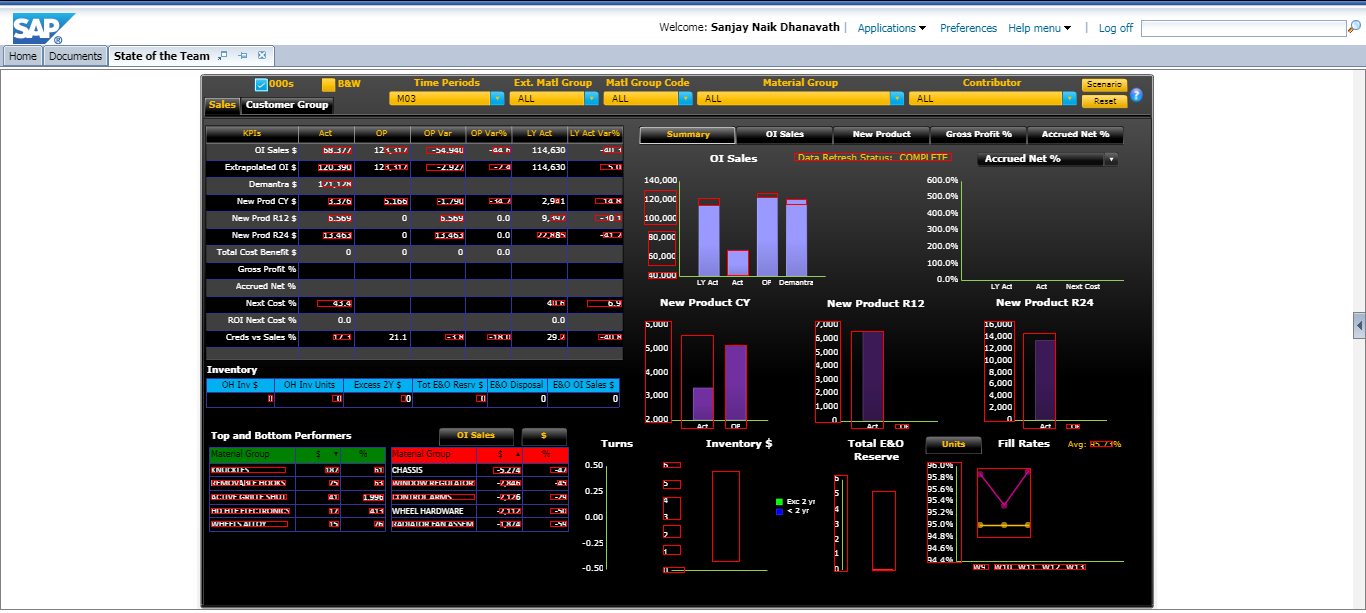 SAP ®
Welcome: Sanjay Naik Dhanavath | Applications Preferences Help menu | Log off
Home Documents State of the Team
000s B&W Time Periods Ext. Matl Group Matl Group Code Material Group Contributor Scenario
M03 ALL ALL ALL ALL Reset ?
Sales Customer Group
KPIs Act OP OP Var OP Var% LY Act LY Act Var%
OI Sales $ 68,377 123,317 -54,940 -44.6 114,630
Extrapolated OI $ 120,390 123,317 -2,927 114,630 5.0
Demantra $ 121,128
New Prod CY $ 3,376 5,166 -1,790 -34.7 2,941 14.8
New Prod R12 $ 6,569 0 6,569 0.0 9,397 -30.1
New Prod R24 $ 13,463 0 13,463 0.0 22,885 -41.2
Total Cost Benefit $ 0 0 0 0.0
Gross Profit %
Accrued Net %
Next Cost % 43.4 40.6 6.9
ROI Next Cost % 0.0 0.0
Creds vs Sales % 17.3 21.1 -3.8 -18.0 29.2 -40.8
Inventory
OH Inv $ OH Inv Units Excess 2Y $ Tot E&O Resrv $ E&O Disposal E&O OI Sales $
0 0 0 0 0 0
Top and Bottom Performers OI Sales $
Material Group $ % Material Group $ %
KNUCKLES 187 61 CHASSIS -5,274 -47
REMOVABLE HOOKS 75 63 WINDOW REGULATOR -2,846 -45
ACTIVE GRILLE SHUT 41 1,996 CONTROL ARMS -2,126 -29
HD HTE ELECTRONICS 17 413 WHEEL HARDWARE -2,112 -50
WHEELS ALLOY 15 76 RADIATOR FAN ASSEM -1,874 -59
Summary OI Sales New Product Gross Profit % Accrued Net %
OI Sales Data Refresh Status: COMPLETE Accrued Net %
140,000
120,000
100,000
80,000
60,000
40,000
LY Act Act OP Demantra
600.0%
500.0%
400.0%
300.0%
200.0%
100.0%
0.0%
LY Act Act Next Cost
New Product CY New Product R12 New Product R24
6,000
5,000
4,000
3,000
2,000
Act OP
7,000
6,000
5,000
4,000
3,000
2,000
1,000
0
Act
16,000
14,000
12,000
10,000
8,000
6,000
4,000
2,000
0
Act
Turns Inventory $ Total E&O Reserve Units Fill Rates Avg: 95.73%
0.50
0.25
0.00
-0.25
-0.50
6
5
4
3
2
1
0
Exc 2 yr
< 2 yr
6
5
4
3
2
1
0
96.0%
95.8%
95.6%
95.4%
95.2%
95.0%
94.8%
94.6%
94.4%
W9 W10 W11 W12 W13